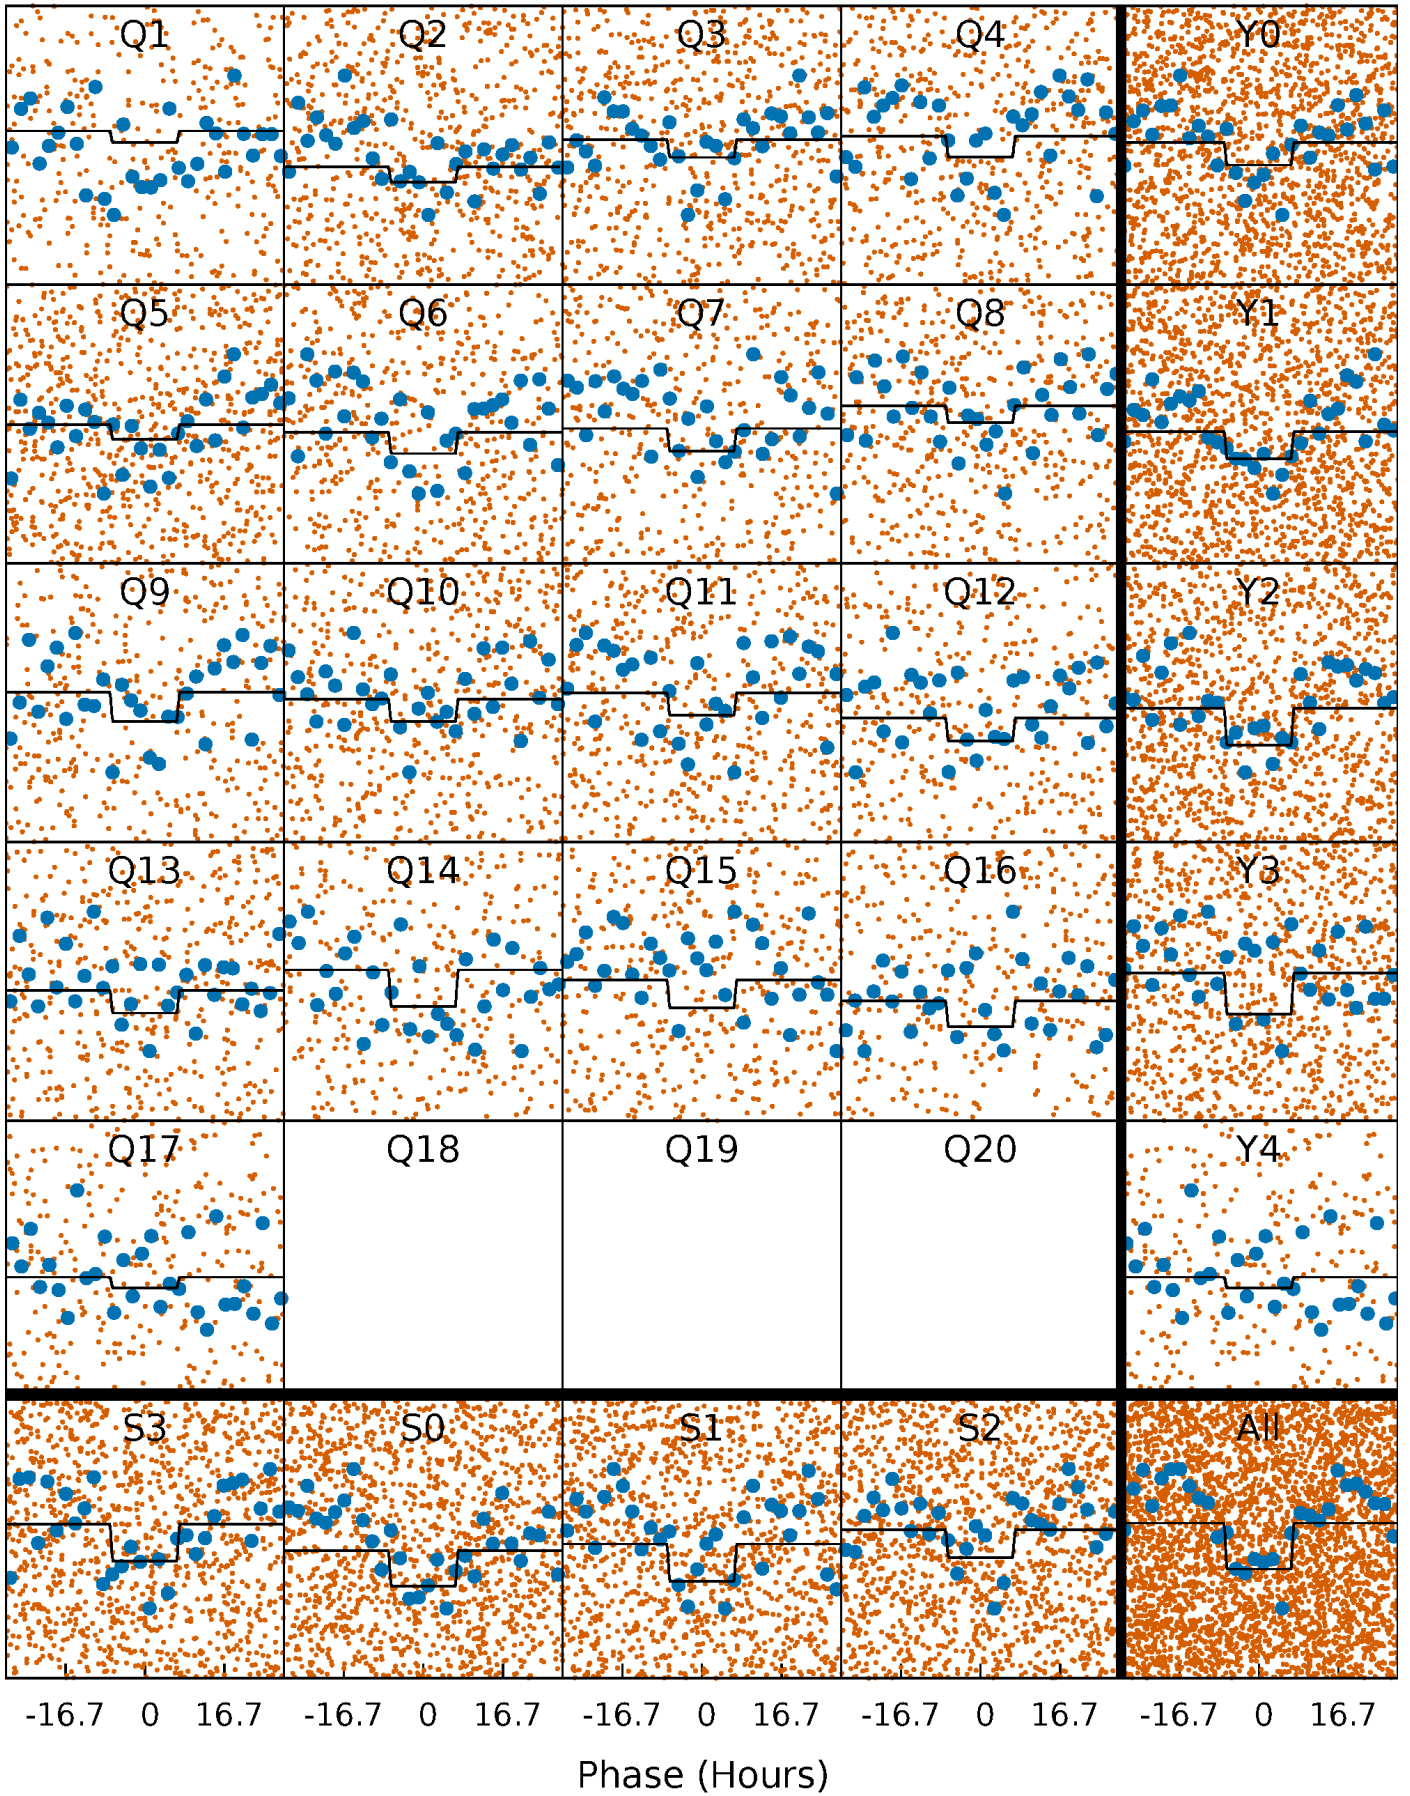 Q1 Q2 Q3 Q4 Y0
Q5 Q6 Q7 Q8 Y1
Q9 Q10 Q11 Q12 Y2
Q13 Q14 Q15 Q16 Y3
Q17 Q18 Q19 Q20 Y4
S3 S0 S1 S2 All
-16.7 0 16.7 -16.7 0 16.7 -16.7 0 16.7 -16.7 0 16.7 -16.7 0 16.7
Phase (Hours)